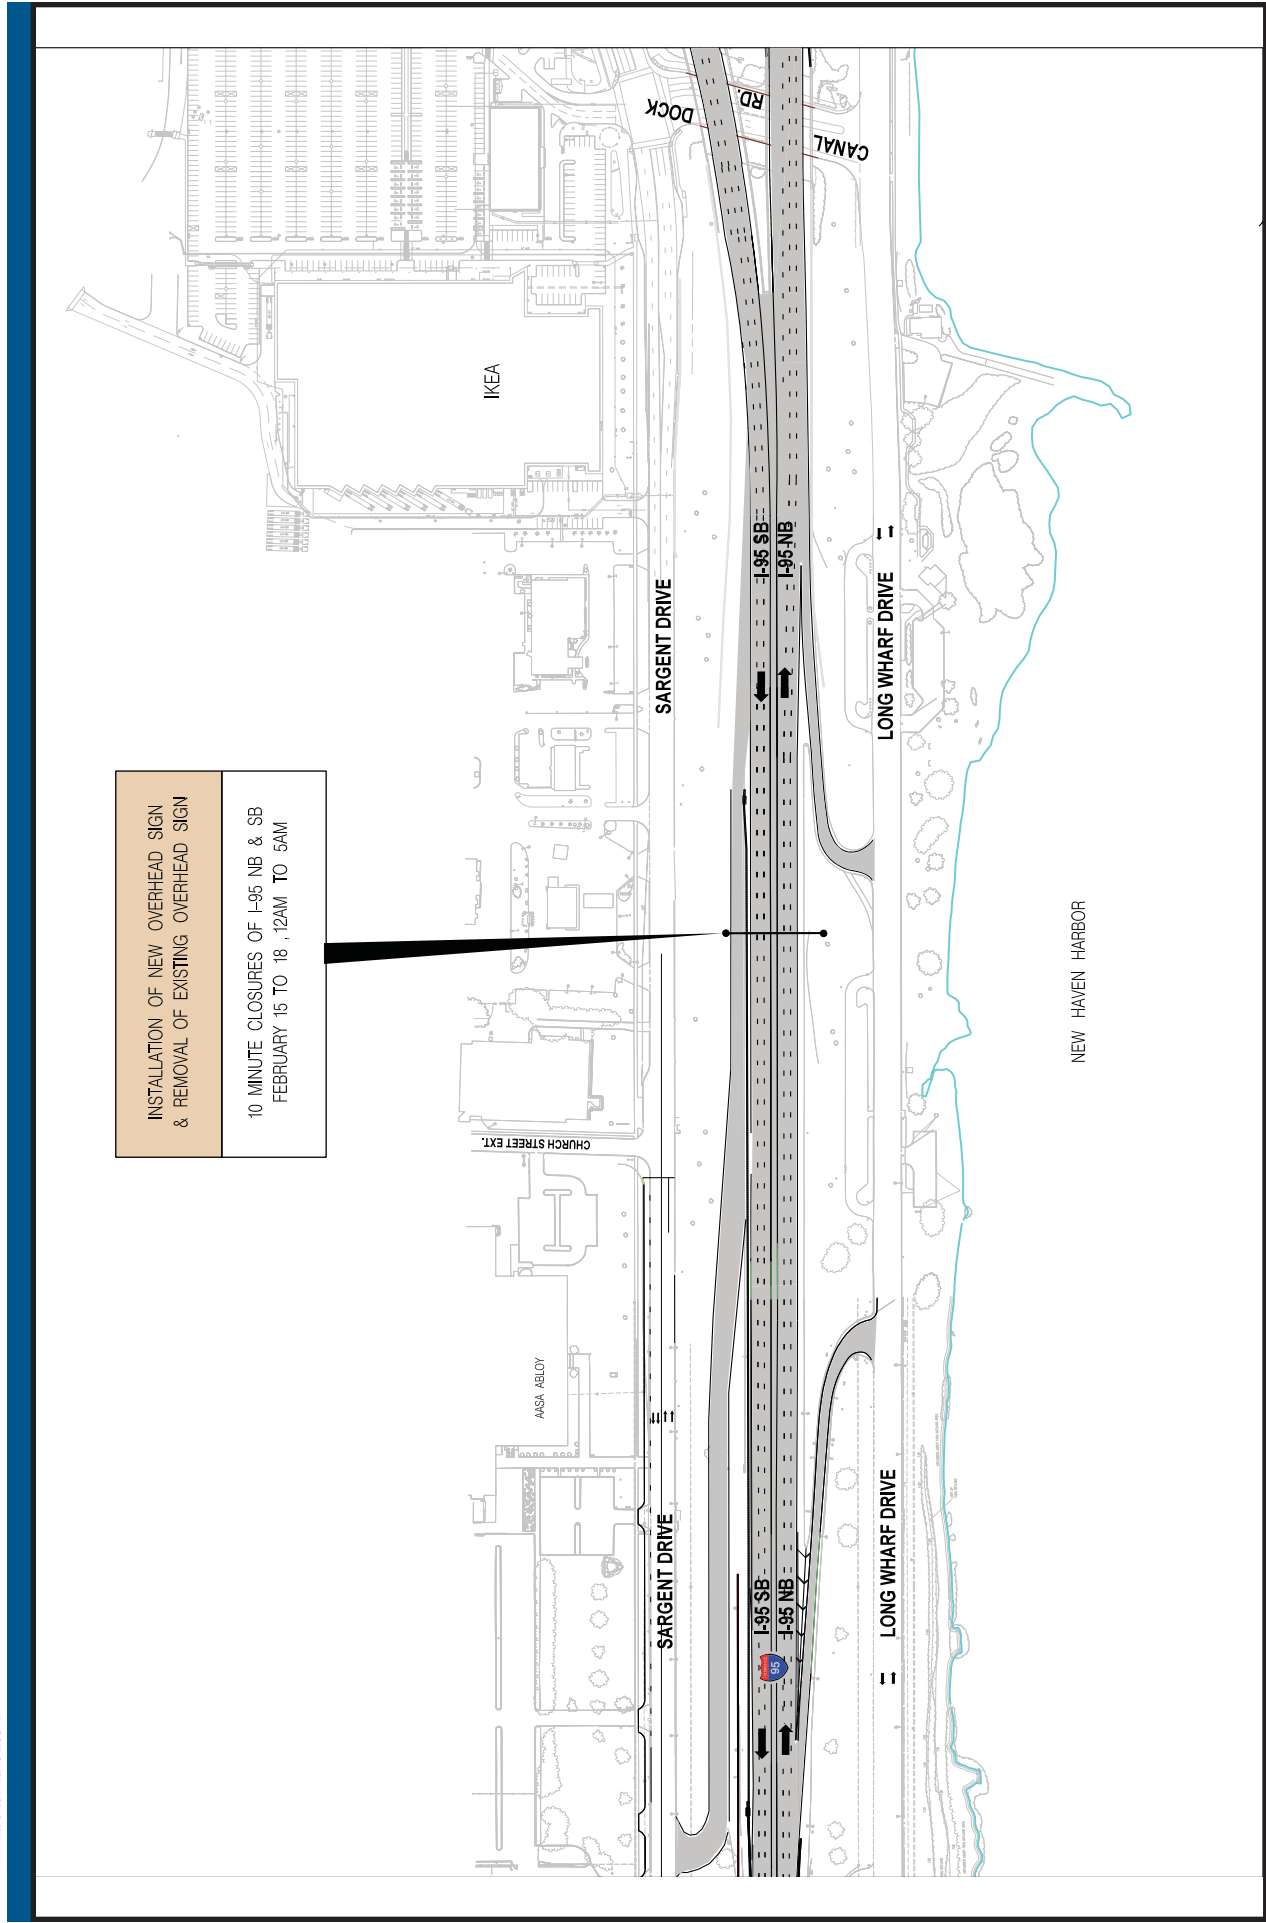 INSTALLATION OF NEW OVERHEAD SIGN
& REMOVAL OF EXISTING OVERHEAD SIGN
10 MINUTE CLOSURES OF I-95 NB & SB
FEBRUARY 15 TO 18 , 12AM TO 5AM
IKEA
DOCK
RD.
CANAL
SARGENT DRIVE
I-95 SB
I-95 NB
LONG WHARF DRIVE
CHURCH STREET EXT.
NEW HAVEN HARBOR
AASA ABLOY
SARGENT DRIVE
I-95 SB
I-95 NB
95
LONG WHARF DRIVE